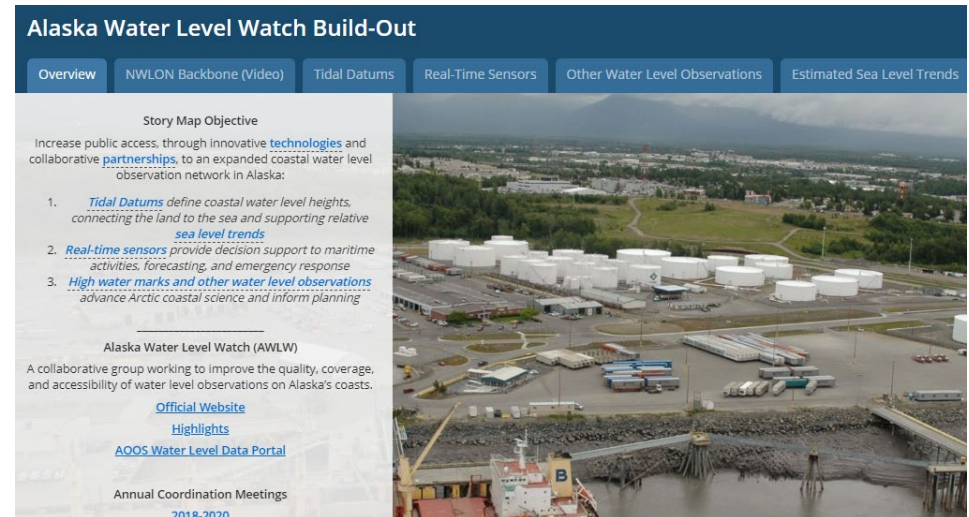 Alaska Water Level Watch Build-Out
Overview
NWLON Backbone (Video)
Tidal Datums
Real-Time Sensors
Other Water Level Observations
Estimated Sea Level Trends
Story Map Objective
Increase public access, through innovative technologies and
collaborative partnerships, to an expanded coastal water level
observation network in Alaska:
1. Tidal Datums define coastal water level heights,
connecting the land to the sea and supporting relative
sea level trends
2. Real-time sensors provide decision support to maritime
activities, forecasting, and emergency response
3. High water marks and other water level observations
advance Arctic coastal science and inform planning
Alaska Water Level Watch (AWLW)
A collaborative group working to improve the quality, coverage,
and accessibility of water level observations on Alaska's coasts.
Official Website
Highlights
AOOS Water Level Data Portal
Annual Coordination Meetings
2018-2020
B